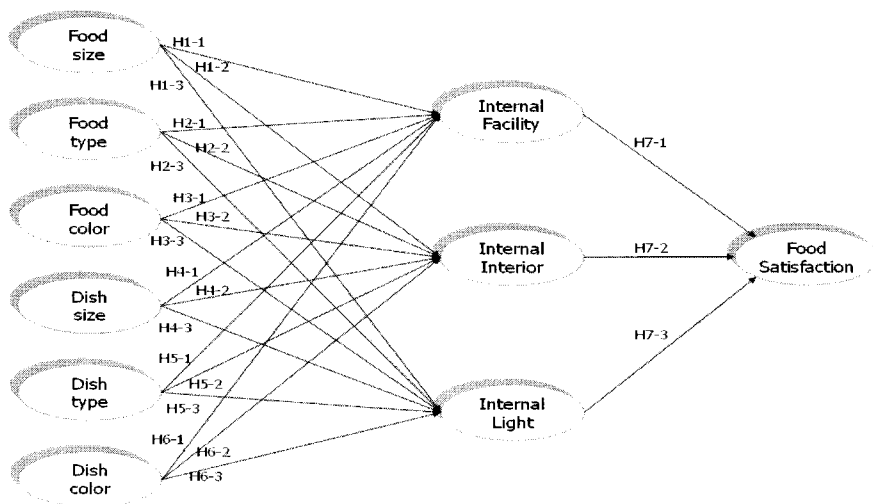 Food
size
H1-1
H1-2
H1-3
Food
type
H2-1
H2-2
H2-3
Food
color
H3-1
H3-2
H3-3
Dish
size
H4-1
H4-2
H4-3
Dish
type
H5-1
H5-2
H5-3
Dish
color
H6-1
H6-2
H6-3
Internal
Facility
Internal
Interior
Internal
Light
H7-1
H7-2
H7-3
Food
Satisfaction